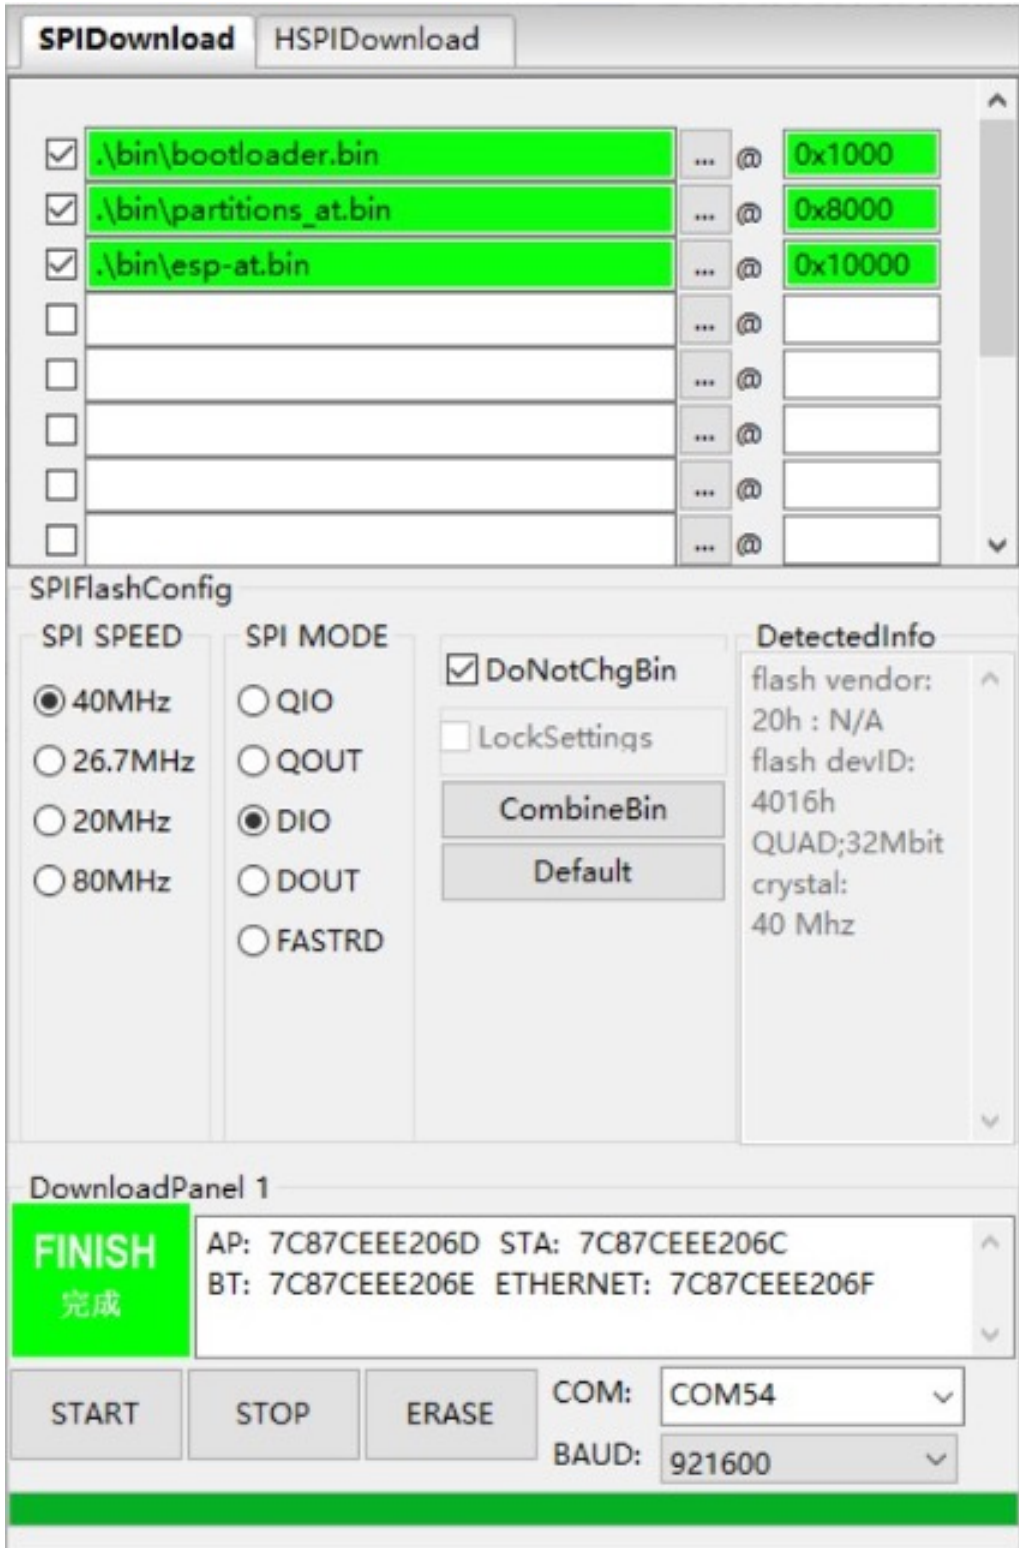 SPIDownload HSPIDownload
.\bin\bootloader.bin ... @ 0x1000
.\bin\partitions_at.bin ... @ 0x8000
.\bin\esp-at.bin ... @ 0x10000
... @
... @
... @
... @
... @
SPIFlashConfig
SPI SPEED
40MHz
26.7MHz
20MHz
80MHz
SPI MODE
QIO
QOUT
DIO
DOUT
FASTRD
DoNotChgBin
LockSettings
CombineBin
Default
DetectedInfo
flash vendor:
20h : N/A
flash devID:
4016h
QUAD;32Mbit
crystal:
40 Mhz
DownloadPanel 1
FINISH
完成
AP: 7C87CEEE206D STA: 7C87CEEE206C
BT: 7C87CEEE206E ETHERNET: 7C87CEEE206F
START STOP ERASE
COM: COM54
BAUD: 921600